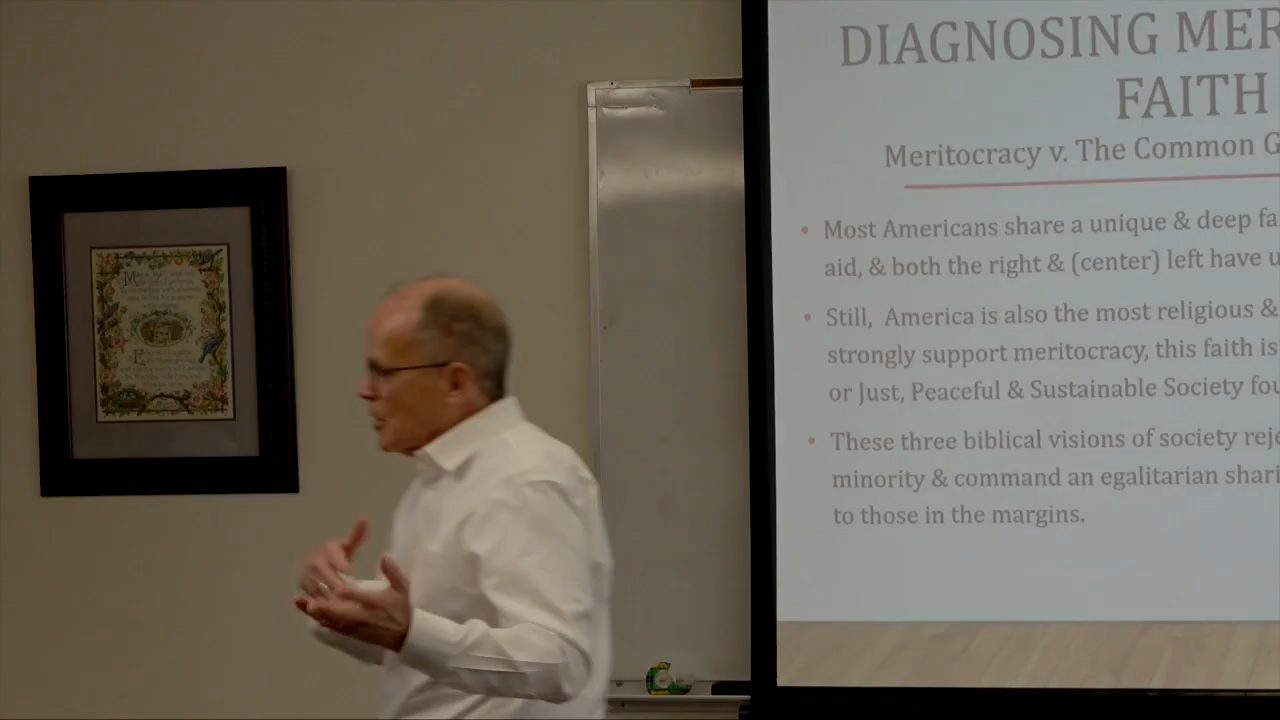 DIAGNOSING MER
FAITH
Meritocracy v. The Common G
• Most Americans share a unique & deep fa
aid, & both the right & (center) left have u
• Still, America is also the most religious &
strongly support meritocracy, this faith is
or Just, Peaceful & Sustainable Society fou
• These three biblical visions of society reje
minority & command an egalitarian shari
to those in the margins.